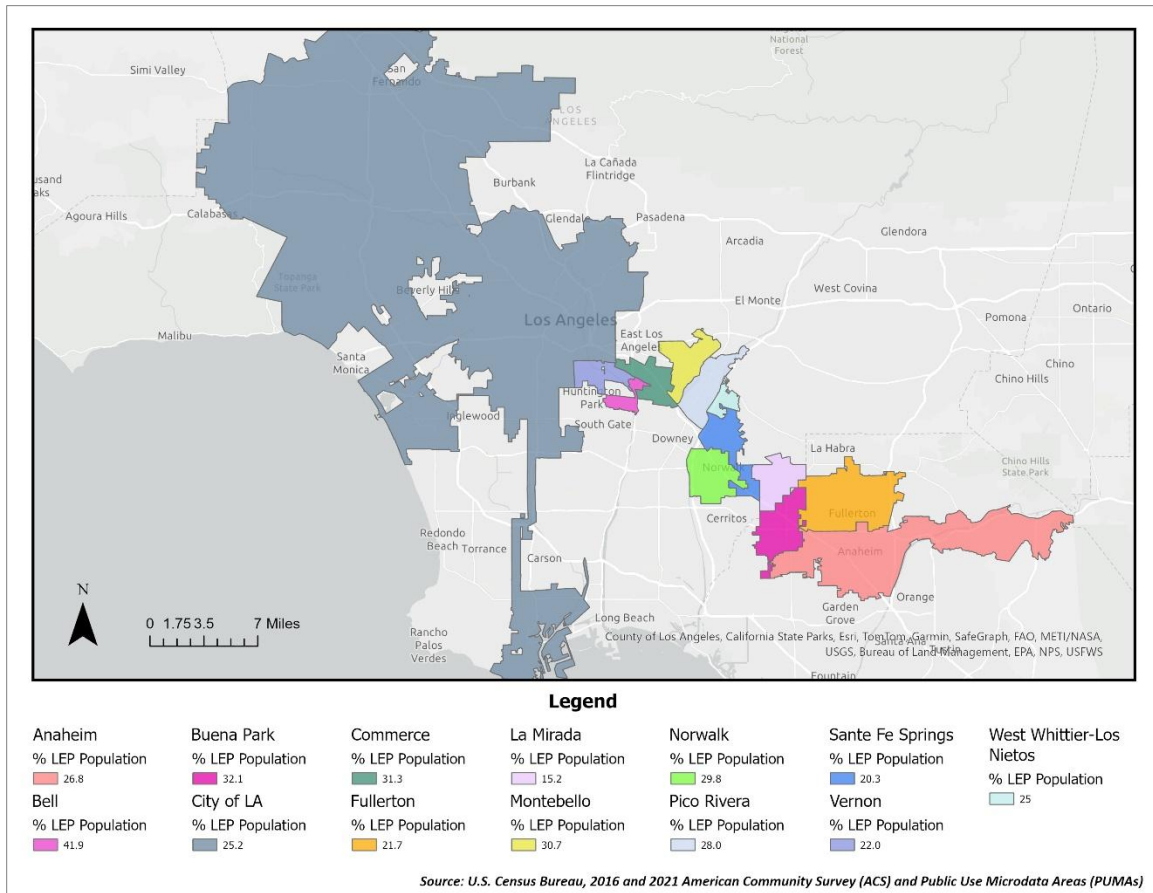 National
Forest
Simi Valley
San
Fernando
LOS
ANGELES
La Cañada
Flintridge
Burbank
usand
aks
Agoura Hills
Calabasas
Glendale
Pasadena
Glendora
Arcadia
Topanga
State Park
Beverly Hills
West Covina
El Monte
Ontario
Los Angeles
Pomona
Malibu
East Los
Angeles
Santa
Monica
Chino
Huntington
Park
Chino Hills
Inglewood
South Gate
Downey
La Habra
Norwalk
Chino Hills
State Park
Cerritos
Fullerton
Redondo
Beach
Torrance
Carson
Anaheim
N
Orange
0 1.75 3.5 7 Miles
Long Beach
Garden
Grove
Rancho
Palos
Verdes
Santa Ana
Tustin
County of Los Angeles, California State Parks, Esri, TomTom, Garmin, SafeGraph, FAO, METI/NASA,
USGS, Bureau of Land Management, EPA, NPS, USFWS
Fountain
Legend
Anaheim
% LEP Population
26.8
Bell
% LEP Population
41.9
Buena Park
% LEP Population
32.1
City of LA
% LEP Population
25.2
Commerce
% LEP Population
31.3
Fullerton
% LEP Population
21.7
La Mirada
% LEP Population
15.2
Montebello
% LEP Population
30.7
Norwalk
% LEP Population
29.8
Pico Rivera
% LEP Population
28.0
Sante Fe Springs
% LEP Population
20.3
Vernon
% LEP Population
22.0
West Whittier-Los
Nietos
% LEP Population
25
Source: U.S. Census Bureau, 2016 and 2021 American Community Survey (ACS) and Public Use Microdata Areas (PUMAs)